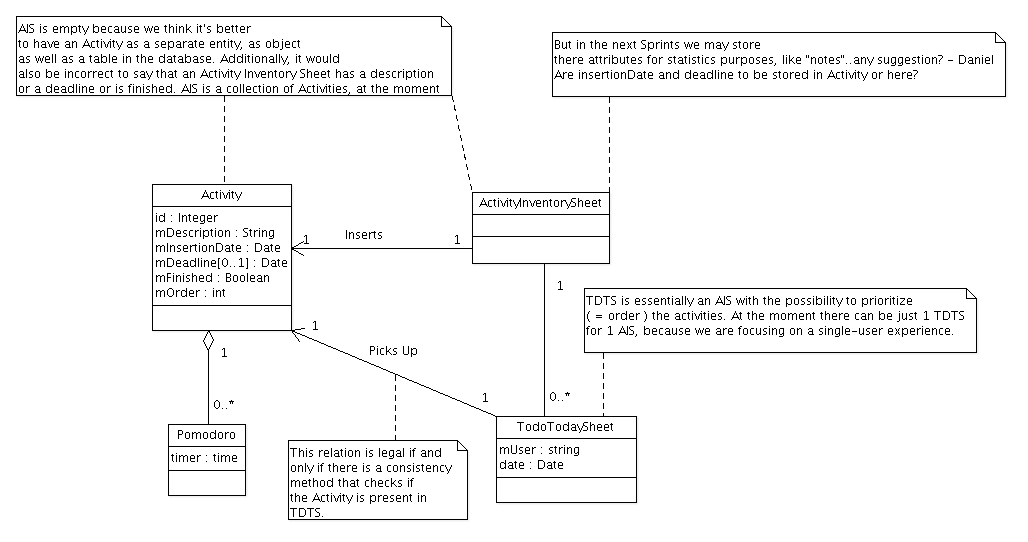 AIS is empty because we think it's better
to have an Activity as a separate entity, as object
as well as a table in the database. Additionally, it would
also be incorrect to say that an Activity Inventory Sheet has a description
or a deadline or is finished. AIS is a collection of Activities, at the moment
But in the next Sprints we may store
there attributes for statistics purposes, like "notes"..any suggestion? - Daniel
Are insertionDate and deadline to be stored in Activity or here?
Activity
id : Integer
mDescription : String
mInsertionDate : Date
mDeadline[0..1] : Date
mFinished : Boolean
mOrder : int
1
Inserts
1
ActivityInventorySheet
1
TDTS is essentially an AIS with the possibility to prioritize
( = order ) the activities. At the moment there can be just 1 TDTS
for 1 AIS, because we are focusing on a single-user experience.
1
Picks Up
1
1
0..*
0..*
Pomodoro
timer : time
This relation is legal if and
only if there is a consistency
method that checks if
the Activity is present in
TDTS.
TodoTodaySheet
mUser : string
date : Date